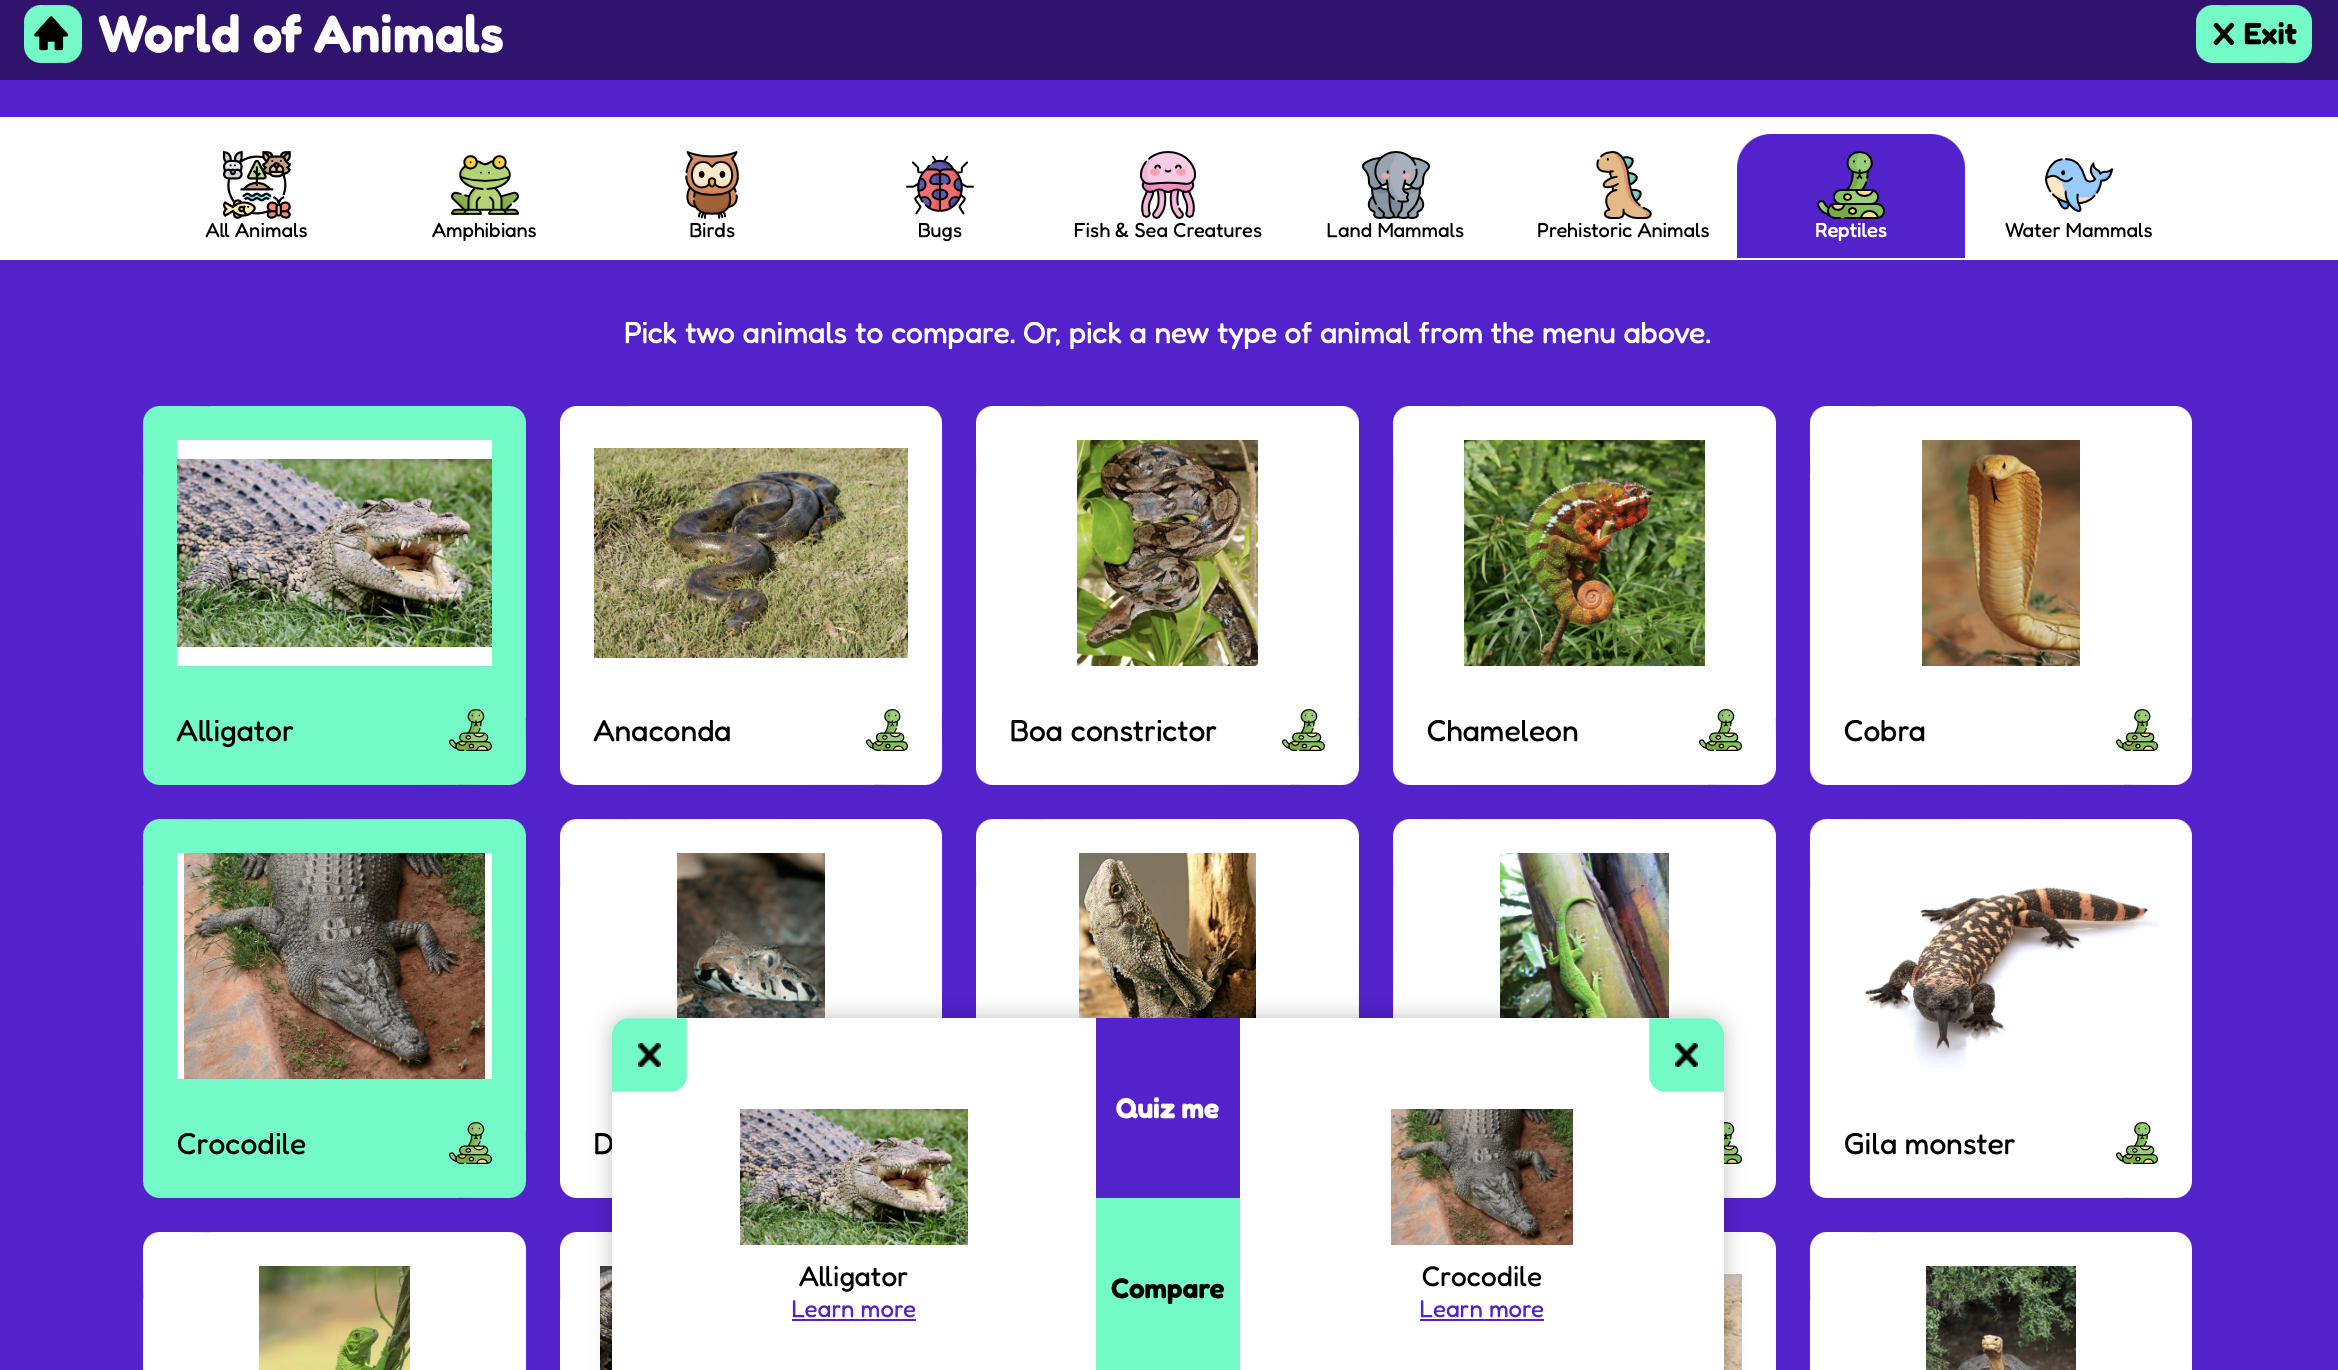 World of Animals
Exit
All Animals
Amphibians
Birds
Bugs
Fish & Sea Creatures
Land Mammals
Prehistoric Animals
Reptiles
Water Mammals
Pick two animals to compare. Or, pick a new type of animal from the menu above.
Alligator
Anaconda
Boa constrictor
Chameleon
Cobra
Crocodile
D
Gila monster
Quiz me
Compare
Alligator
Learn more
Crocodile
Learn more